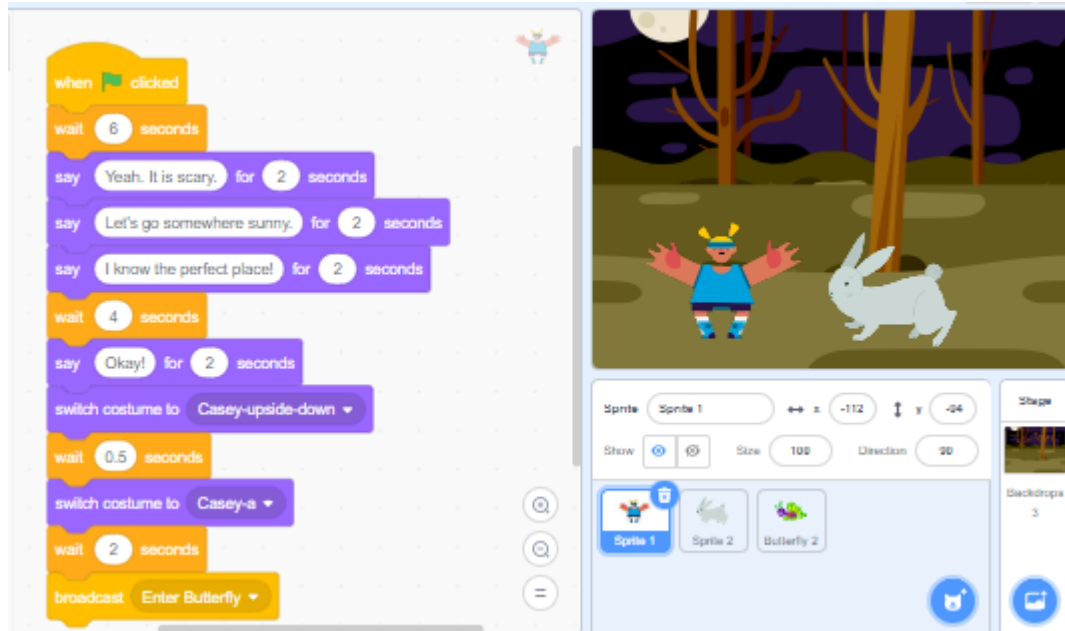 when clicked
wait 6 seconds
say Yeah. It is scary. for 2 seconds
say Let's go somewhere sunny. for 2 seconds
say I know the perfect place! for 2 seconds
wait 4 seconds
say Okay! for 2 seconds
switch costume to Casey-upside-down
wait 0.5 seconds
switch costume to Casey-a
wait 2 seconds
broadcast Enter Butterfly
Sprite Sprite 1 x -112 y -94
Show Size 100 Direction 90
Sprite 1 Sprite 2 Butterfly 2
Stage
Backdrops
3